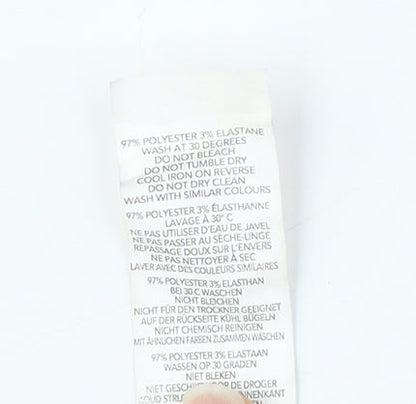 97% POLYESTER 3% ELASTANE
WASH AT 30 DEGREES
DO NOT BLEACH
DO NOT TUMBLE DRY
COOL IRON ON REVERSE
DO NOT DRY CLEAN
WASH WITH SIMILAR COLOURS
97% POLYESTER 3% ÉLASTHANNE
LAVAGE À 30° C
NE PAS UTILISER D'EAU DE JAVEL
NE PAS PASSER AU SÈCHE-LINGE
REPASSAGE DOUX SUR L'ENVERS
NE PAS NETTOYER À SEC
LAVER AVEC DES COULEURS SIMILAIRES
97% POLYESTER 3% ELASTHAN
BEI 30 C WASCHEN
NICHT BLEICHEN
NICHT FÜR DEN TROCKNER GEEIGNET
AUF DER RÜCKSEITE KÜHL BÜGELN
NICHT CHEMISCH REINIGEN
MIT ÄHNLICHEN FARBEN ZUSAMMEN WASCHEN
97% POLYESTER 3% ELASTAAN
WASSEN OP 30 GRADEN
NIET BLEKEN
NIET DE DROGER